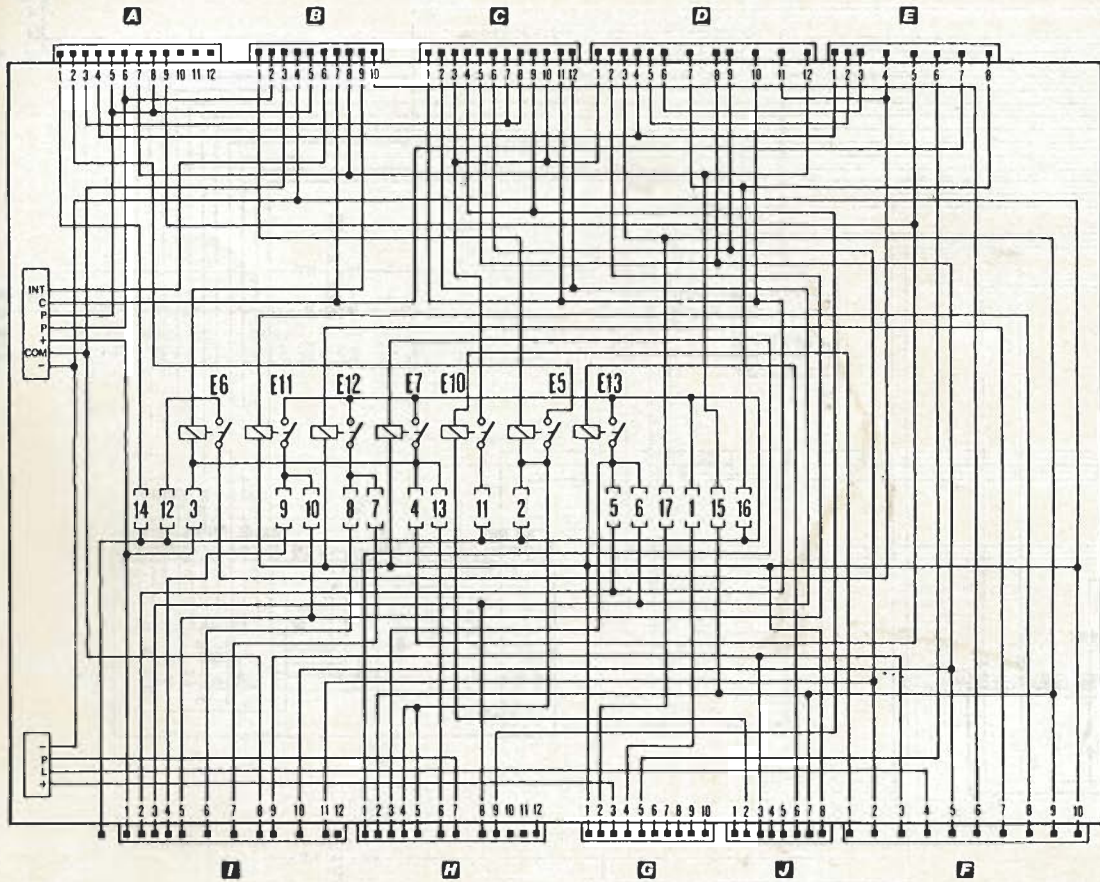 A B C D E
1 2 3 4 5 6 7 8 9 10 11 12 1 2 3 4 5 6 7 8 9 10 1 2 3 4 5 6 7 8 9 10 11 12 1 2 3 4 5 6 7 8 9 10 11 12 1 2 3 4 5 6 7 8
INT
C
P
P
+
COM
-
E6 E11 E12 E7 E10 E5 E13
14 12 3 9 10 8 7 4 13 11 2 5 6 17 1 15 16
-
P
L
+
1 2 3 4 5 6 7 8 9 10 11 12 1 2 3 4 5 6 7 8 9 10 11 12 1 2 3 4 5 6 7 8 9 10 1 2 3 4 5 6 7 8 1 2 3 4 5 6 7 8 9 10
I H G J F